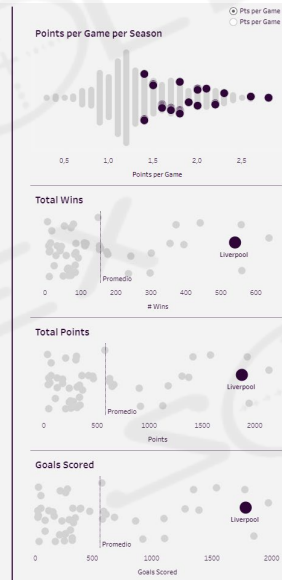 Pts per Game
Pts per Game
Points per Game per Season
0,5 1,0 1,5 2,0 2,5
Points per Game
Total Wins
Liverpool
Promedio
0 100 200 300 400 500 600
# Wins
Total Points
Liverpool
Promedio
0 500 1000 1500 2000
Points
Goals Scored
Liverpool
Promedio
0 500 1000 1500 2000
Goals Scored